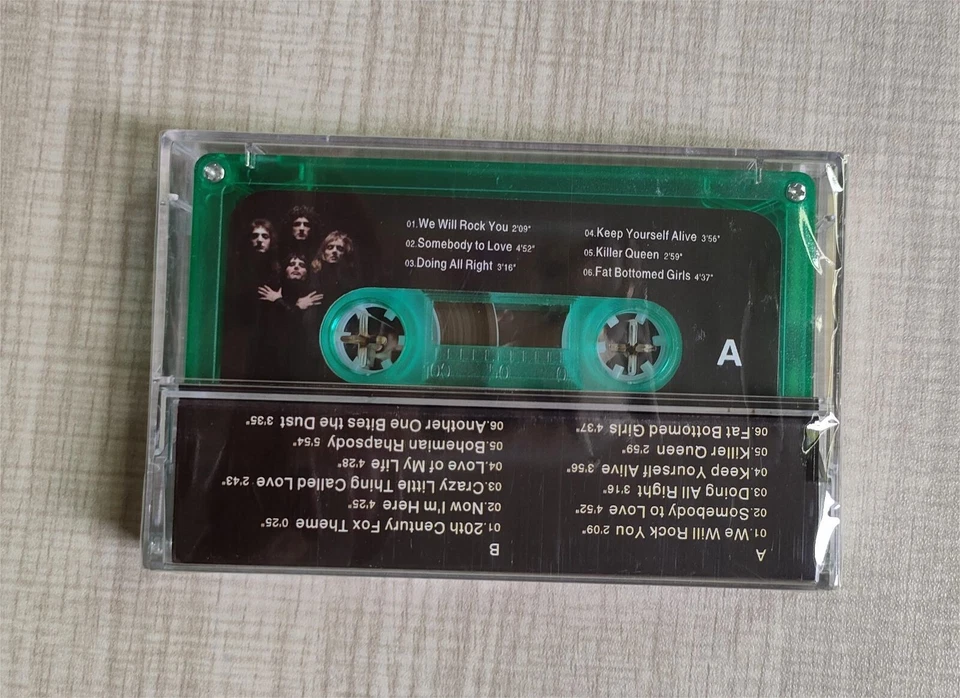 01.We Will Rock You 2'09"
02.Somebody to Love 4'52"
03.Doing All Right 3'16"
04.Keep Yourself Alive 3'56"
05.Killer Queen 2'59"
06.Fat Bottomed Girls 4'37"
A
100
50
0
A
01.We Will Rock You 2'09"
02.Somebody to Love 4'52"
03.Doing All Right 3'16"
04.Keep Yourself Alive 3'56"
05.Killer Queen 2'59"
06.Fat Bottomed Girls 4'37"
B
01.20th Century Fox Theme 0'25"
02.Now I'm Here 4'25"
03.Crazy Little Thing Called Love 2'43"
04.Love of My Life 4'28"
05.Bohemian Rhapsody 5'54"
06.Another One Bites the Dust 3'35"